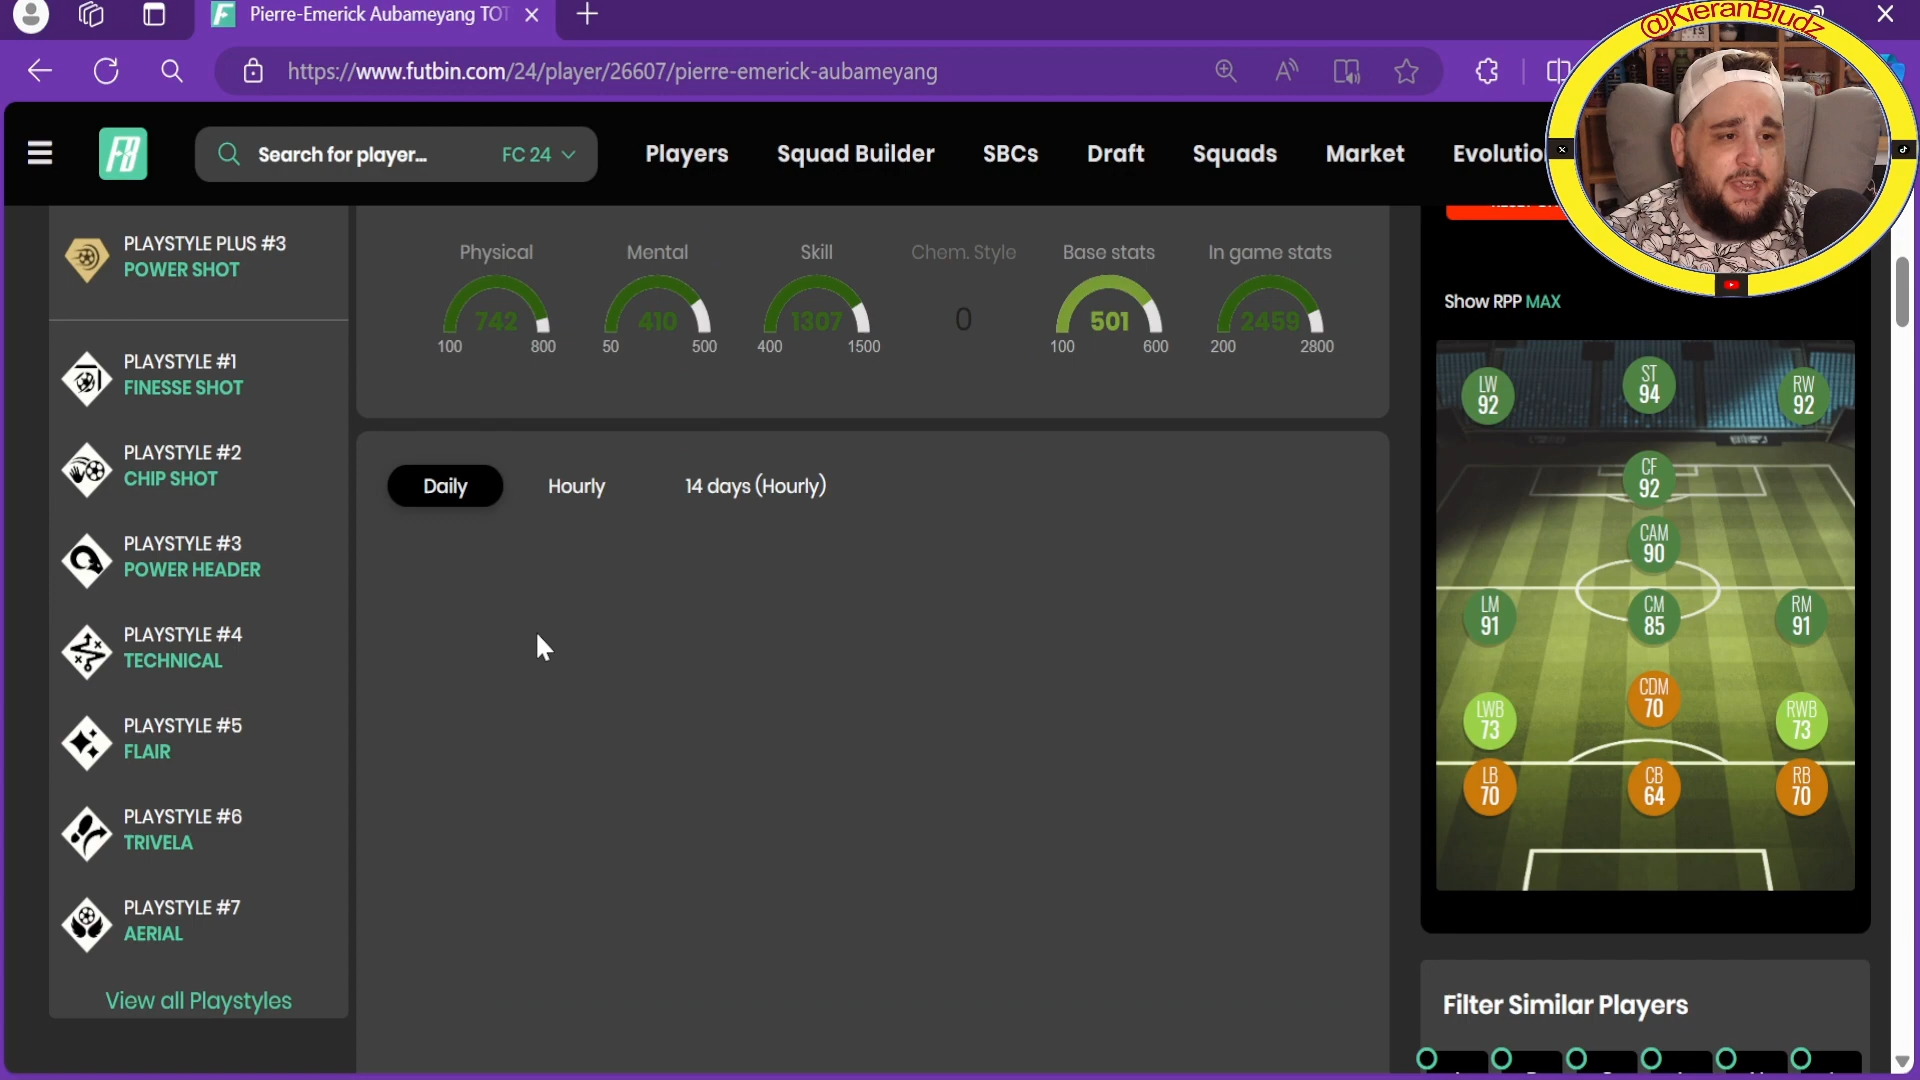 Pierre-Emerick Aubameyang TOT
https://www.futbin.com/24/player/26607/pierre-emerick-aubameyang
@KieranBludz
Search for player...
FC 24
Players
Squad Builder
SBCs
Draft
Squads
Market
Evolution
PLAYSTYLE PLUS #3
POWER SHOT
PLAYSTYLE #1
FINESSE SHOT
PLAYSTYLE #2
CHIP SHOT
PLAYSTYLE #3
POWER HEADER
PLAYSTYLE #4
TECHNICAL
PLAYSTYLE #5
FLAIR
PLAYSTYLE #6
TRIVELA
PLAYSTYLE #7
AERIAL
View all Playstyles
Physical
742
100 800
Mental
410
50 500
Skill
1307
400 1500
Chem. Style
0
Base stats
501
100 600
In game stats
2459
200 2800
Daily
Hourly
14 days (Hourly)
Show RPP MAX
LW
92
ST
94
RW
92
CF
92
CAM
90
LM
91
CM
85
RM
91
CDM
70
LWB
73
RWB
73
LB
70
CB
64
RB
70
Filter Similar Players